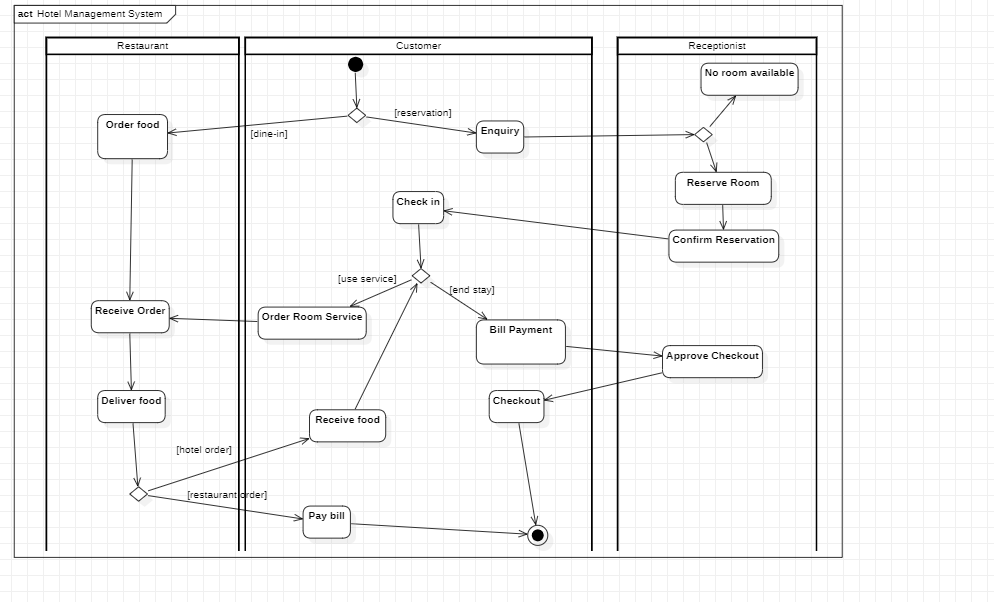 act Hotel Management System
Restaurant
Customer
Receptionist
No room available
[reservation]
Order food
Enquiry
[dine-in]
Reserve Room
Check in
Confirm Reservation
[use service]
[end stay]
Receive Order
Order Room Service
Bill Payment
Approve Checkout
Deliver food
Checkout
Receive food
[hotel order]
[restaurant order]
Pay bill